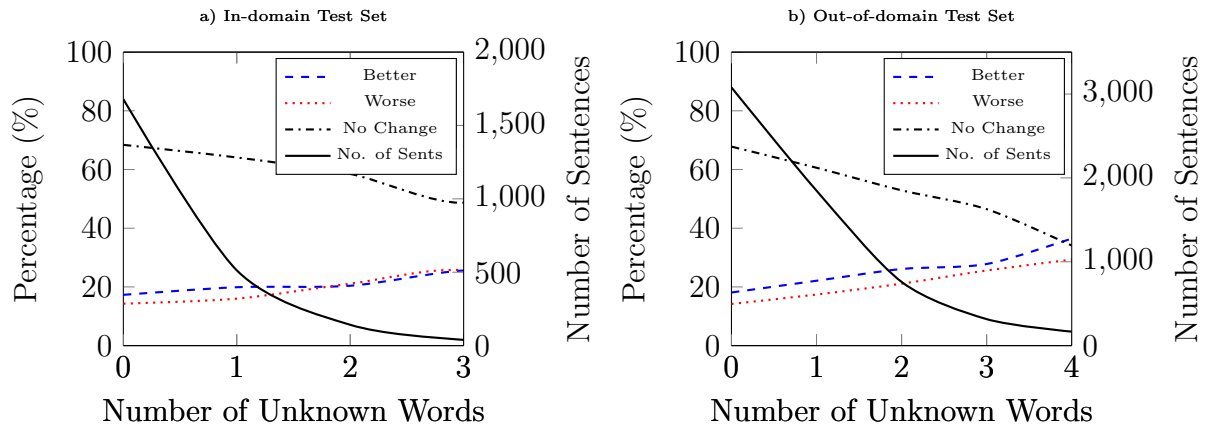 a) In-domain Test Set
100
80
60
40
20
0
Percentage (%)
2,000
1,500
1,000
500
0
Number of Sentences
Better
Worse
No Change
No. of Sents
0 1 2 3
Number of Unknown Words
b) Out-of-domain Test Set
100
80
60
40
20
0
Percentage (%)
3,000
2,000
1,000
0
Number of Sentences
Better
Worse
No Change
No. of Sents
0 1 2 3 4
Number of Unknown Words